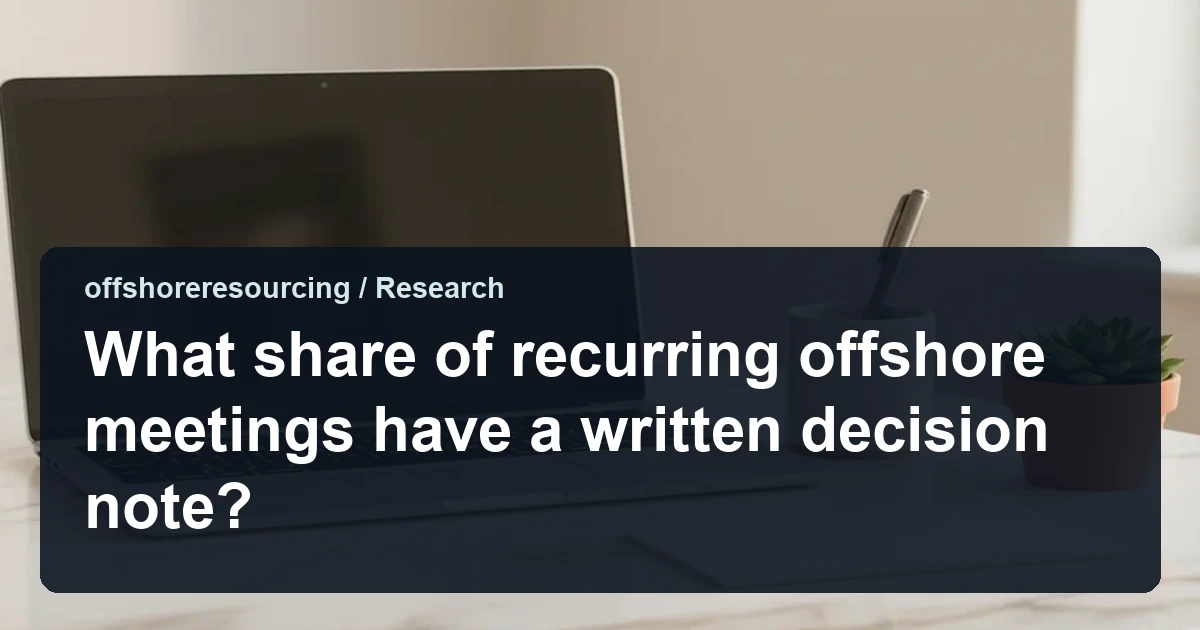 offshoreresourcing / Research
What share of recurring offshore
meetings have a written decision
note?